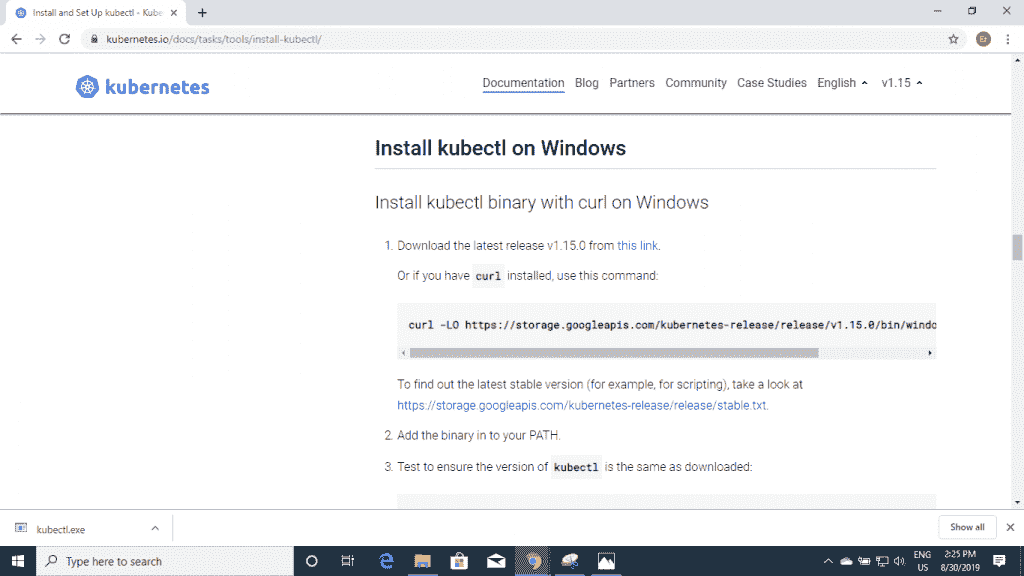 Install and Set Up kubectl - Kube
kubernetes.io/docs/tasks/tools/install-kubectl/
Er
kubernetes
Documentation Blog Partners Community Case Studies English v1.15
Install kubectl on Windows
Install kubectl binary with curl on Windows
1. Download the latest release v1.15.0 from this link.
Or if you have curl installed, use this command:
curl -LO https://storage.googleapis.com/kubernetes-release/release/v1.15.0/bin/windo
To find out the latest stable version (for example, for scripting), take a look at
https://storage.googleapis.com/kubernetes-release/release/stable.txt.
2. Add the binary in to your PATH.
3. Test to ensure the version of kubectl is the same as downloaded:
kubectl.exe
Show all
Type here to search
ENG
US
2:25 PM
8/30/2019